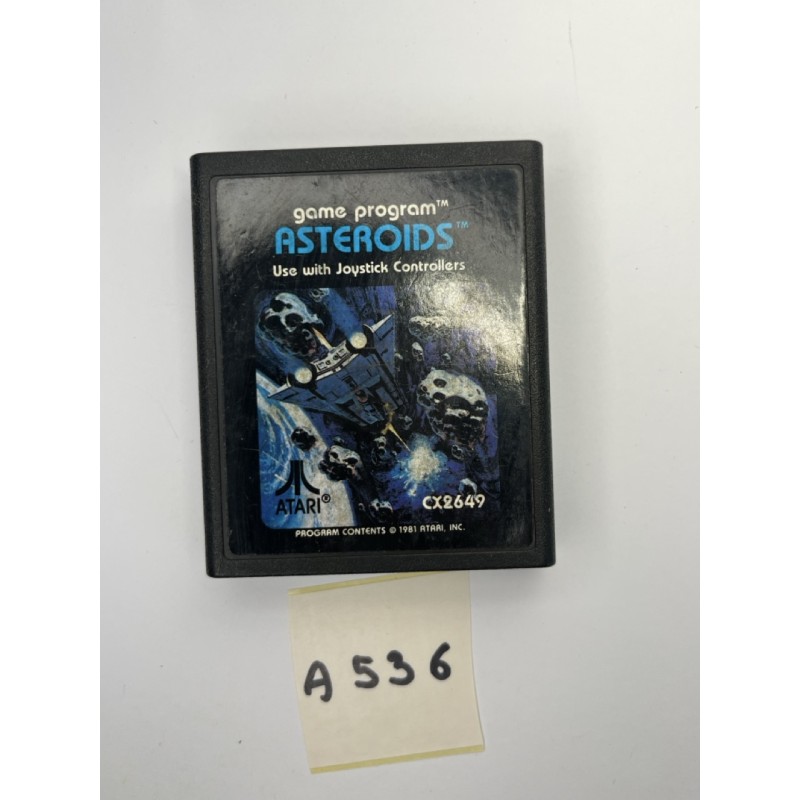 game program™
ASTEROIDS™
Use with Joystick Controllers
ATARI®
CX2649
PROGRAM CONTENTS © 1981 ATARI, INC.
A536